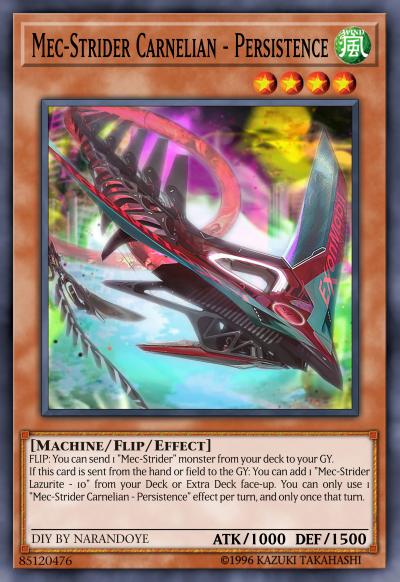 Mec-Strider Carnelian - Persistence
WIND
風
[Machine/Flip/Effect]
FLIP: You can send 1 "Mec-Strider" monster from your deck to your GY.
If this card is sent from the hand or field to the GY: You can add 1 "Mec-Strider
Lazurite - 10" from your Deck or Extra Deck face-up. You can only use 1
"Mec-Strider Carnelian - Persistence" effect per turn, and only once that turn.
DIY BY NARANDOYE
ATK/1000 DEF/1500
85120476
©1996 KAZUKI TAKAHASHI